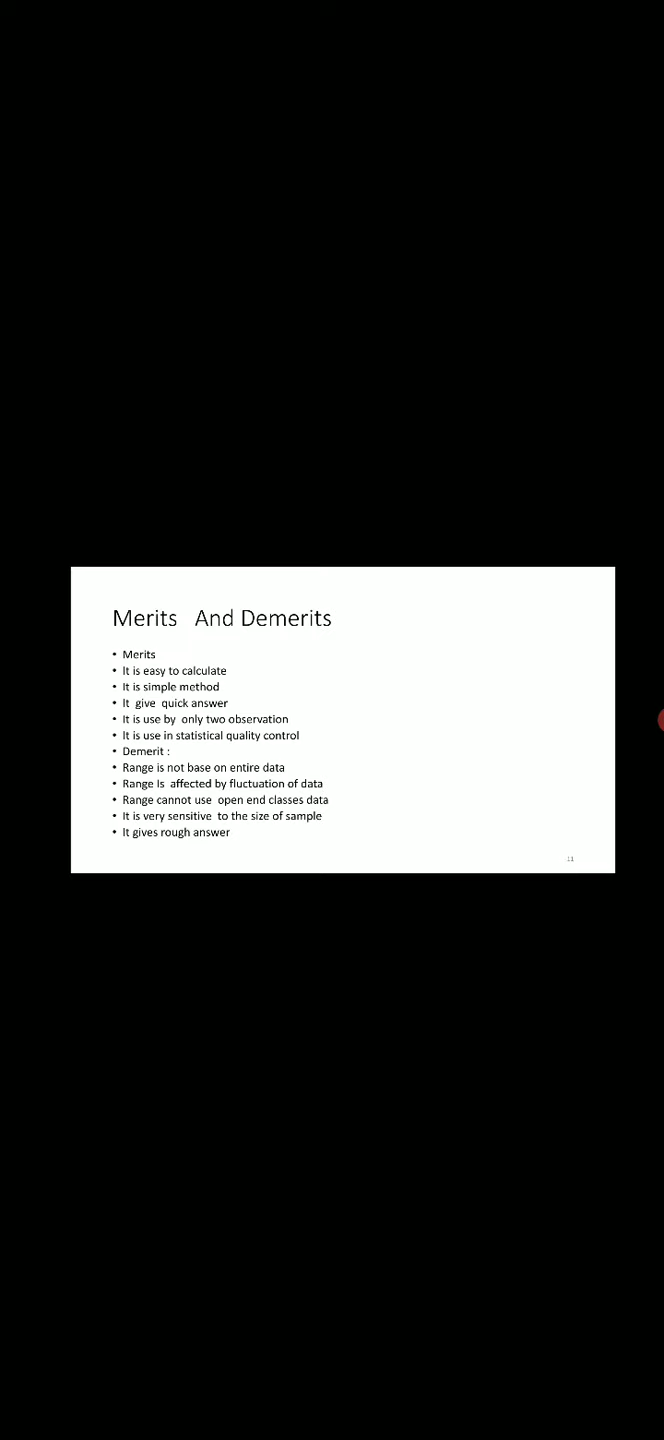 Merits And Demerits
• Merits
• It is easy to calculate
• It is simple method
• It give quick answer
• It is use by only two observation
• It is use in statistical quality control
• Demerit :
• Range is not base on entire data
• Range Is affected by fluctuation of data
• Range cannot use open end classes data
• It is very sensitive to the size of sample
• It gives rough answer
11